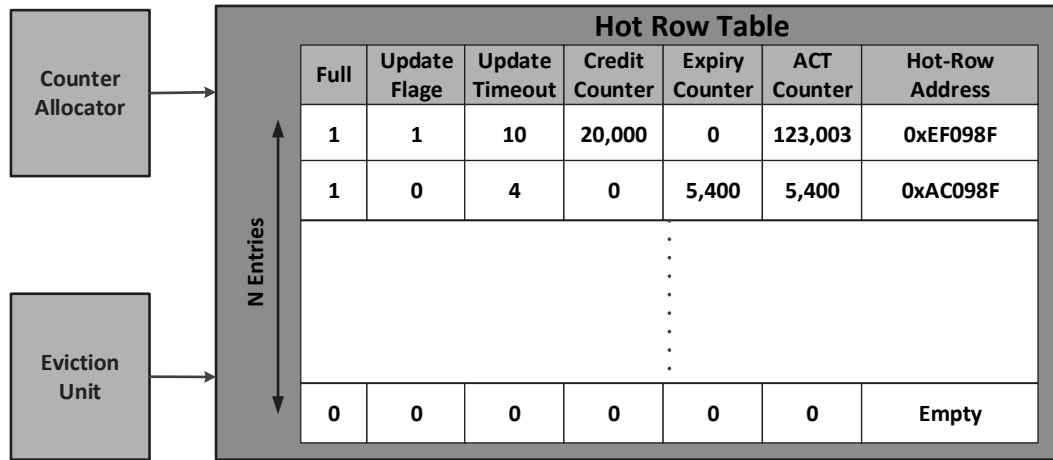 Hot Row Table
Counter
Allocator
Full
Update
Flage
Update
Timeout
Credit
Counter
Expiry
Counter
ACT
Counter
Hot-Row
Address
1 1 10 20,000 0 123,003 0xEF098F
1 0 4 0 5,400 5,400 0xAC098F
N Entries
Eviction
Unit
0 0 0 0 0 0 Empty